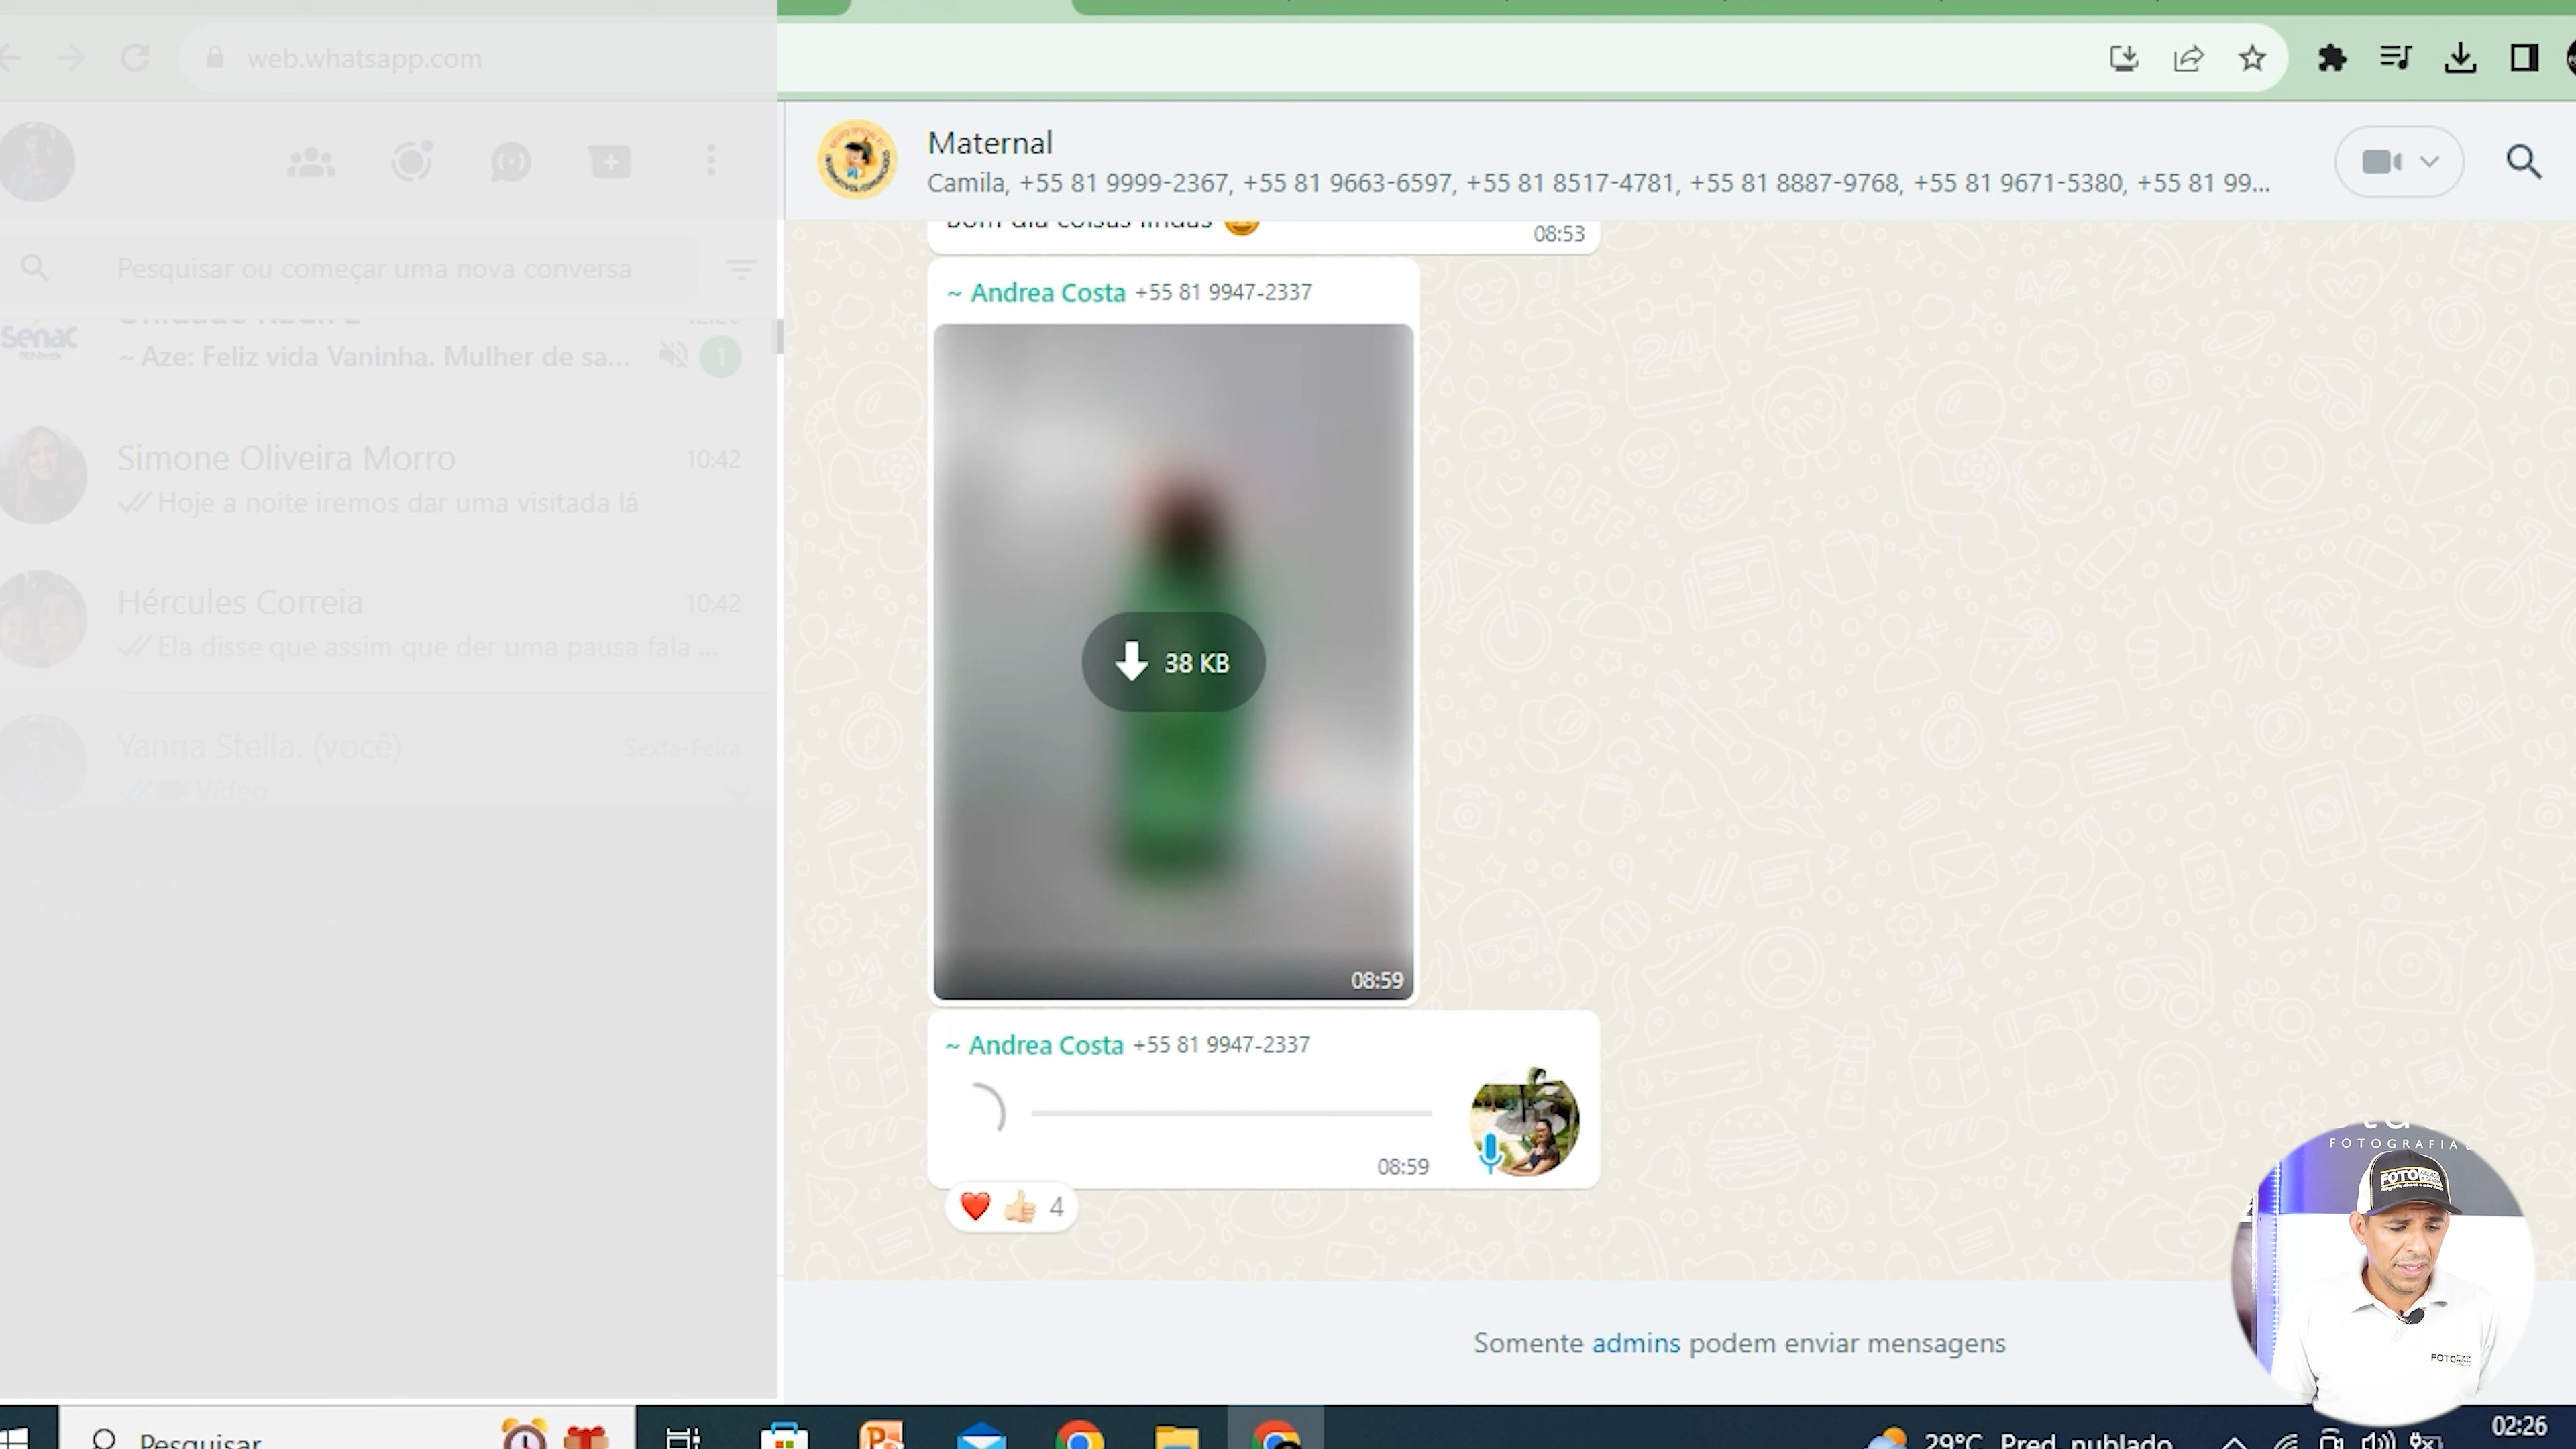 web.whatsapp.com
Maternal
Camila, +55 81 9999-2367, +55 81 9663-6597, +55 81 8517-4781, +55 81 8887-9768, +55 81 9671-5380, +55 81 99...
Pesquisar ou começar uma nova conversa
senac
~ Aze: Feliz vida Vaninha. Mulher de sa...
1
Simone Oliveira Morro
10:42
Hoje a noite iremos dar uma visitada lá
Hércules Correia
10:42
Ela disse que assim que der uma pausa fala ...
Yanna Stella. (você)
Sexta-Feira
Vídeo
Bom dia coisas lindas
08:53
~ Andrea Costa +55 81 9947-2337
38 KB
08:59
~ Andrea Costa +55 81 9947-2337
08:59
4
Somente admins podem enviar mensagens
FOTOGRAFIA
FOTO
FOTO
Pesquisar
29°C Pred. nublado
02:26